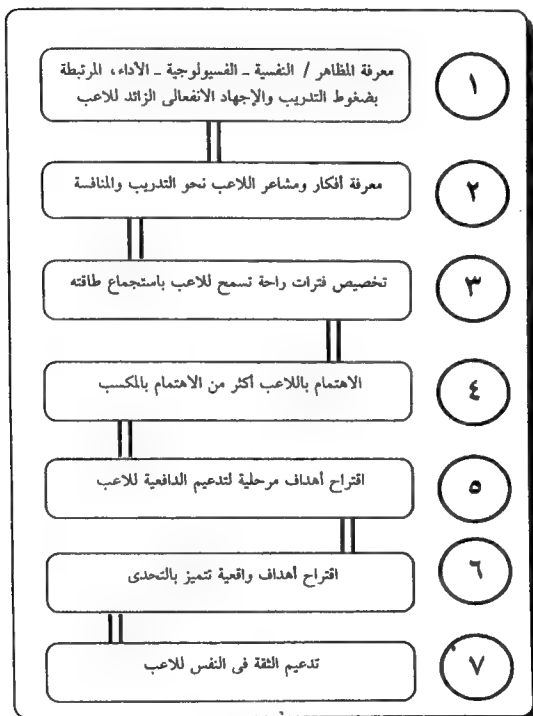 ١
معرفة المظاهر / النفسية ـ الفسيولوجية ـ الأداء، المرتبطة
بضغوط التدريب والإجهاد الانفعالى الزائد للاعب
٢
معرفة أفكار ومشاعر اللاعب نحو التدريب والمنافسة
٣
تخصيص فترات راحة تسمح للاعب باستجماع طاقته
٤
الاهتمام باللاعب أكثر من الاهتمام بالمكسب
٥
اقتراح أهداف مرحلية لتدعيم الدافعية للاعب
٦
اقتراح أهداف واقعية تتميز بالتحدى
٧
تدعيم الثقة فى النفس للاعب